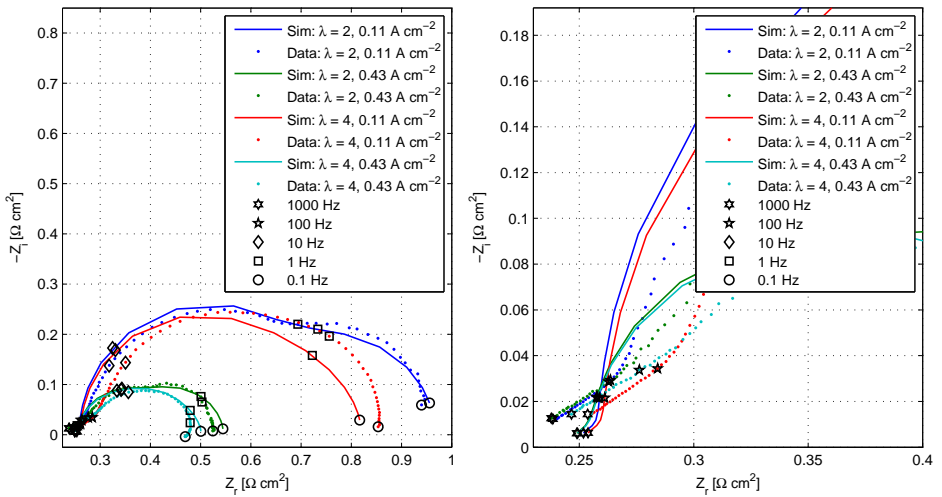 0.8
0.7
0.6
0.5
0.4
0.3
0.2
0.1
0
0.3 0.4 0.5 0.6 0.7 0.8 0.9 1
−Z_i [Ω cm²]
Z_r [Ω cm²]
Sim: λ = 2, 0.11 A cm⁻²
Data: λ = 2, 0.11 A cm⁻²
Sim: λ = 2, 0.43 A cm⁻²
Data: λ = 2, 0.43 A cm⁻²
Sim: λ = 4, 0.11 A cm⁻²
Data: λ = 4, 0.11 A cm⁻²
Sim: λ = 4, 0.43 A cm⁻²
Data: λ = 4, 0.43 A cm⁻²
1000 Hz
100 Hz
10 Hz
1 Hz
0.1 Hz
0.18
0.16
0.14
0.12
0.1
0.08
0.06
0.04
0.02
0
0.25 0.3 0.35 0.4
−Z_i [Ω cm²]
Z_r [Ω cm²]
Sim: λ = 2, 0.11 A cm⁻²
Data: λ = 2, 0.11 A cm⁻²
Sim: λ = 2, 0.43 A cm⁻²
Data: λ = 2, 0.43 A cm⁻²
Sim: λ = 4, 0.11 A cm⁻²
Data: λ = 4, 0.11 A cm⁻²
Sim: λ = 4, 0.43 A cm⁻²
Data: λ = 4, 0.43 A cm⁻²
1000 Hz
100 Hz
10 Hz
1 Hz
0.1 Hz